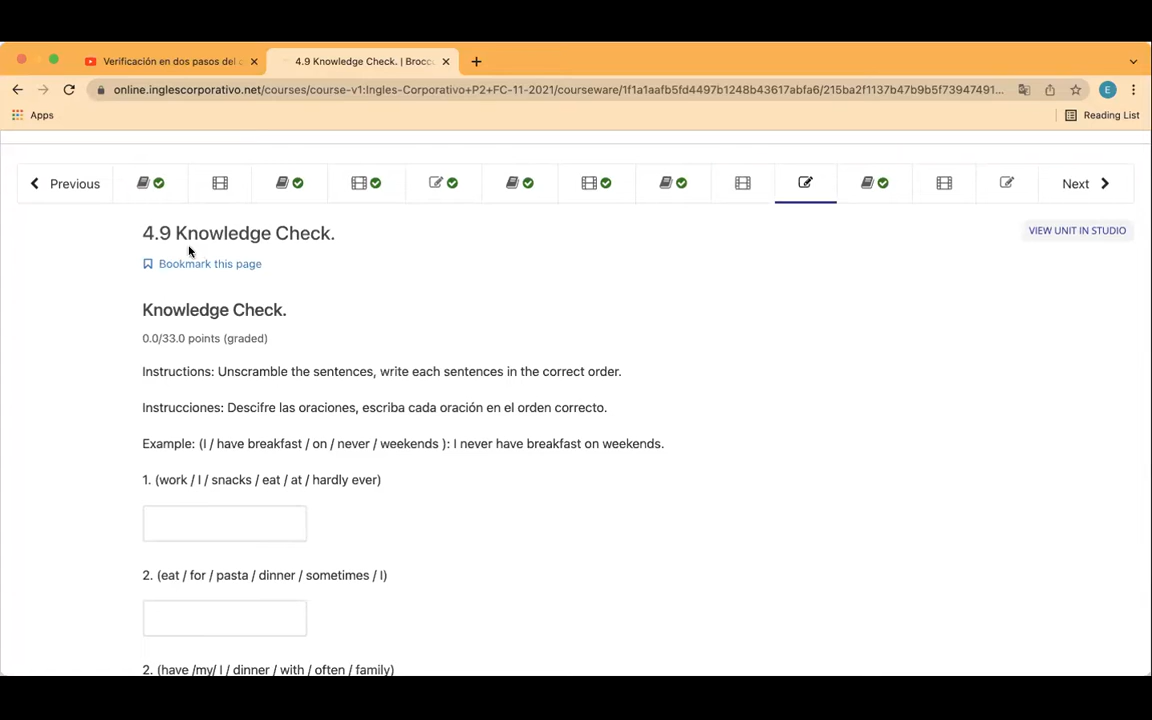 Verificación en dos pasos del
4.9 Knowledge Check. | Brocc
online.inglescorporativo.net/courses/course-v1:Ingles-Corporativo+P2+FC-11-2021/courseware/1f1a1aafb5fd4497b1248b43617abfa6/215ba2f1137b47b9b5f73947491...
E
Apps
Reading List
Previous
Next
4.9 Knowledge Check.
VIEW UNIT IN STUDIO
Bookmark this page
Knowledge Check.
0.0/33.0 points (graded)
Instructions: Unscramble the sentences, write each sentences in the correct order.
Instrucciones: Descifre las oraciones, escriba cada oración en el orden correcto.
Example: (I / have breakfast / on / never / weekends ): I never have breakfast on weekends.
1. (work / I / snacks / eat / at / hardly ever)
2. (eat / for / pasta / dinner / sometimes / I)
2. (have /my/ I / dinner / with / often / family)